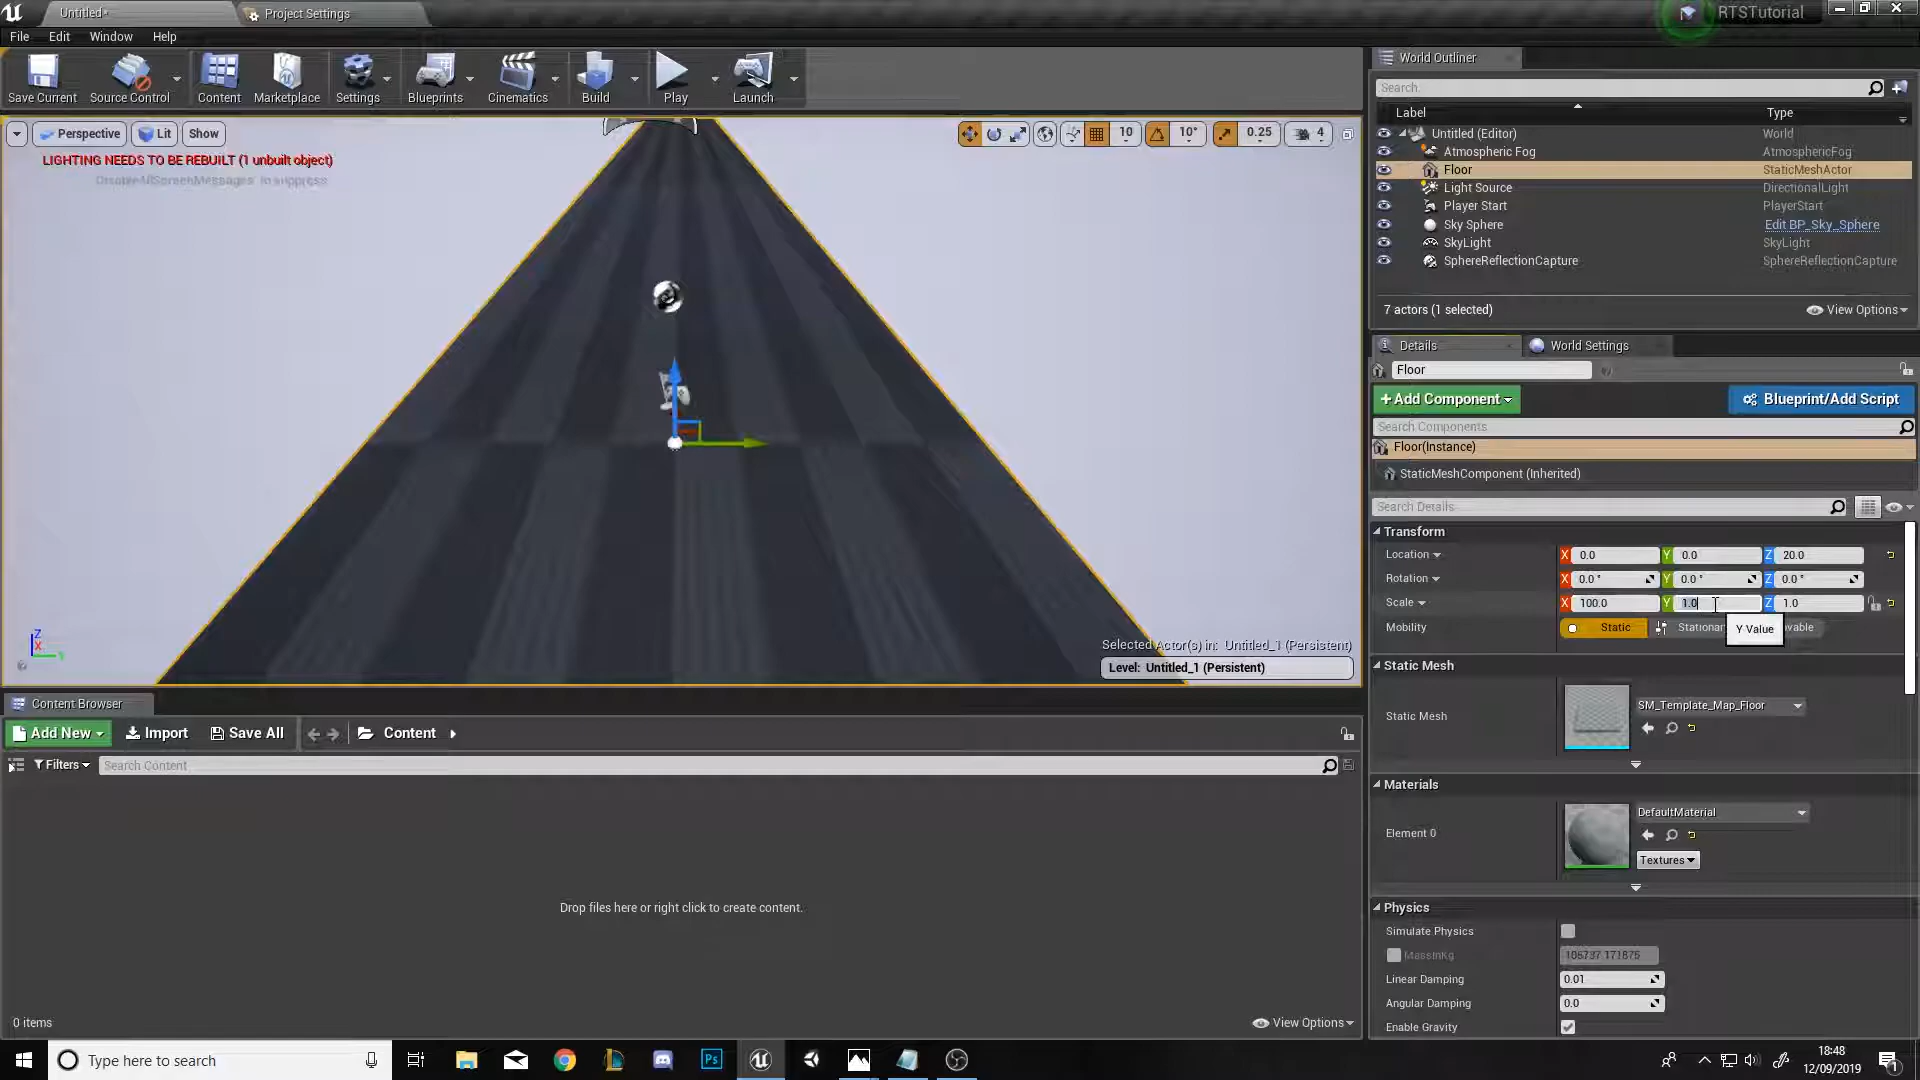 Untitled*
Project Settings
RTSTutorial
File Edit Window Help
Save Current Source Control Content Marketplace Settings Blueprints Cinematics Build Play Launch
Perspective Lit Show
10 10° 0.25 4
LIGHTING NEEDS TO BE REBUILT (1 unbuilt object)
'DisableAllScreenMessages' to suppress
Selected Actor(s) in: Untitled_1 (Persistent)
Level: Untitled_1 (Persistent)
Z
X
Y
World Outliner
Search
Label Type
Untitled (Editor) World
Atmospheric Fog AtmosphericFog
Floor StaticMeshActor
Light Source DirectionalLight
Player Start PlayerStart
Sky Sphere Edit BP_Sky_Sphere
SkyLight SkyLight
SphereReflectionCapture SphereReflectionCapture
7 actors (1 selected) View Options
Details World Settings
Floor
+Add Component Blueprint/Add Script
Search Components
Floor(Instance)
StaticMeshComponent (Inherited)
Search Details
Transform
Location X 0.0 Y 0.0 Z 20.0
Rotation X 0.0 ° Y 0.0 ° Z 0.0 °
Scale X 100.0 Y 1.0 Z 1.0
Mobility Static Stationar vable
Y Value
Static Mesh
Static Mesh SM_Template_Map_Floor
Materials
Element 0 DefaultMaterial
Textures
Physics
Simulate Physics
MassInKg
Linear Damping 0.01
Angular Damping 0.0
Enable Gravity
Content Browser
Add New Import Save All Content
Filters Search Content
Drop files here or right click to create content.
0 items View Options
Type here to search
Ps
18:48
12/09/2019
1